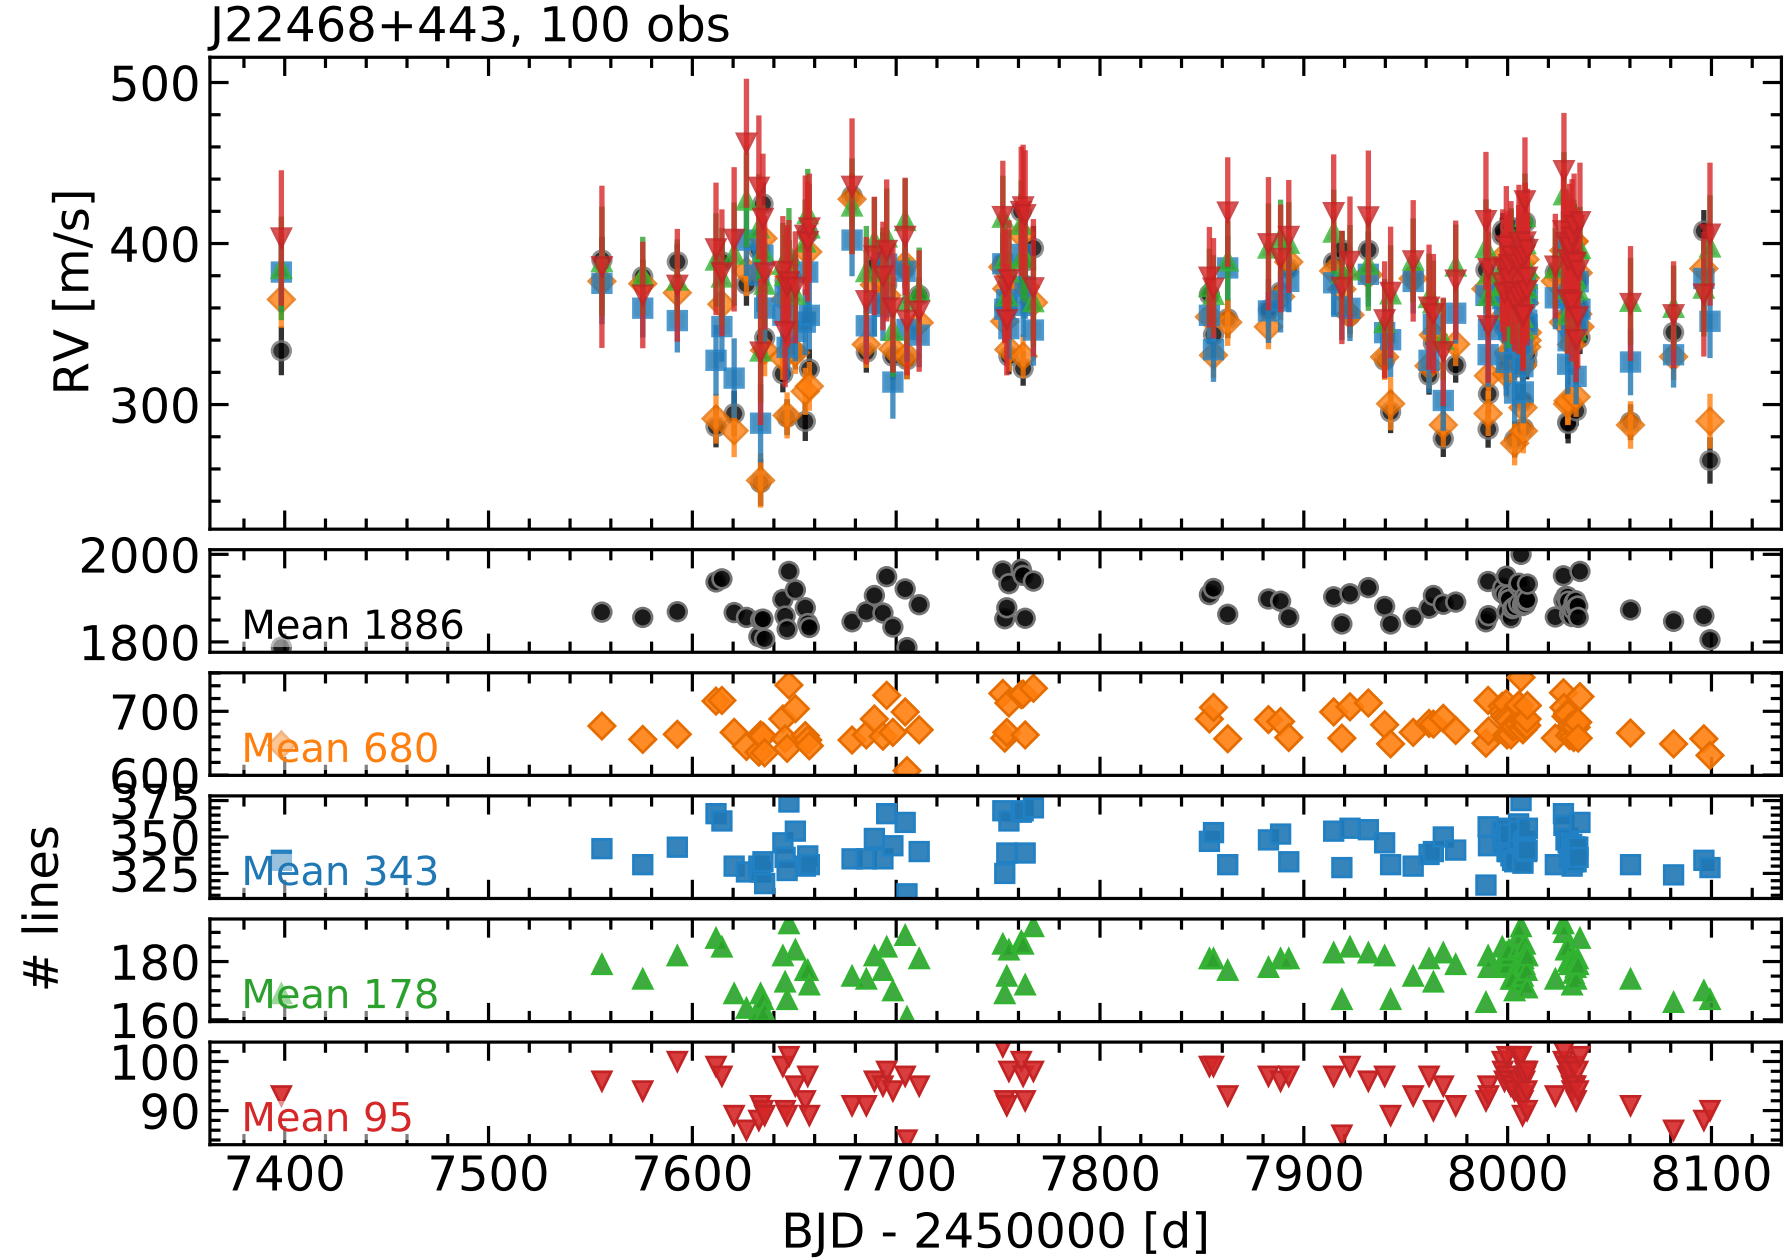 J22468+443, 100 obs
500
400
300
RV [m/s]
2000
1800
Mean 1886
700
600
Mean 680
375
350
325
Mean 343
# lines
180
160
Mean 178
100
90
Mean 95
7400 7500 7600 7700 7800 7900 8000 8100
BJD - 2450000 [d]